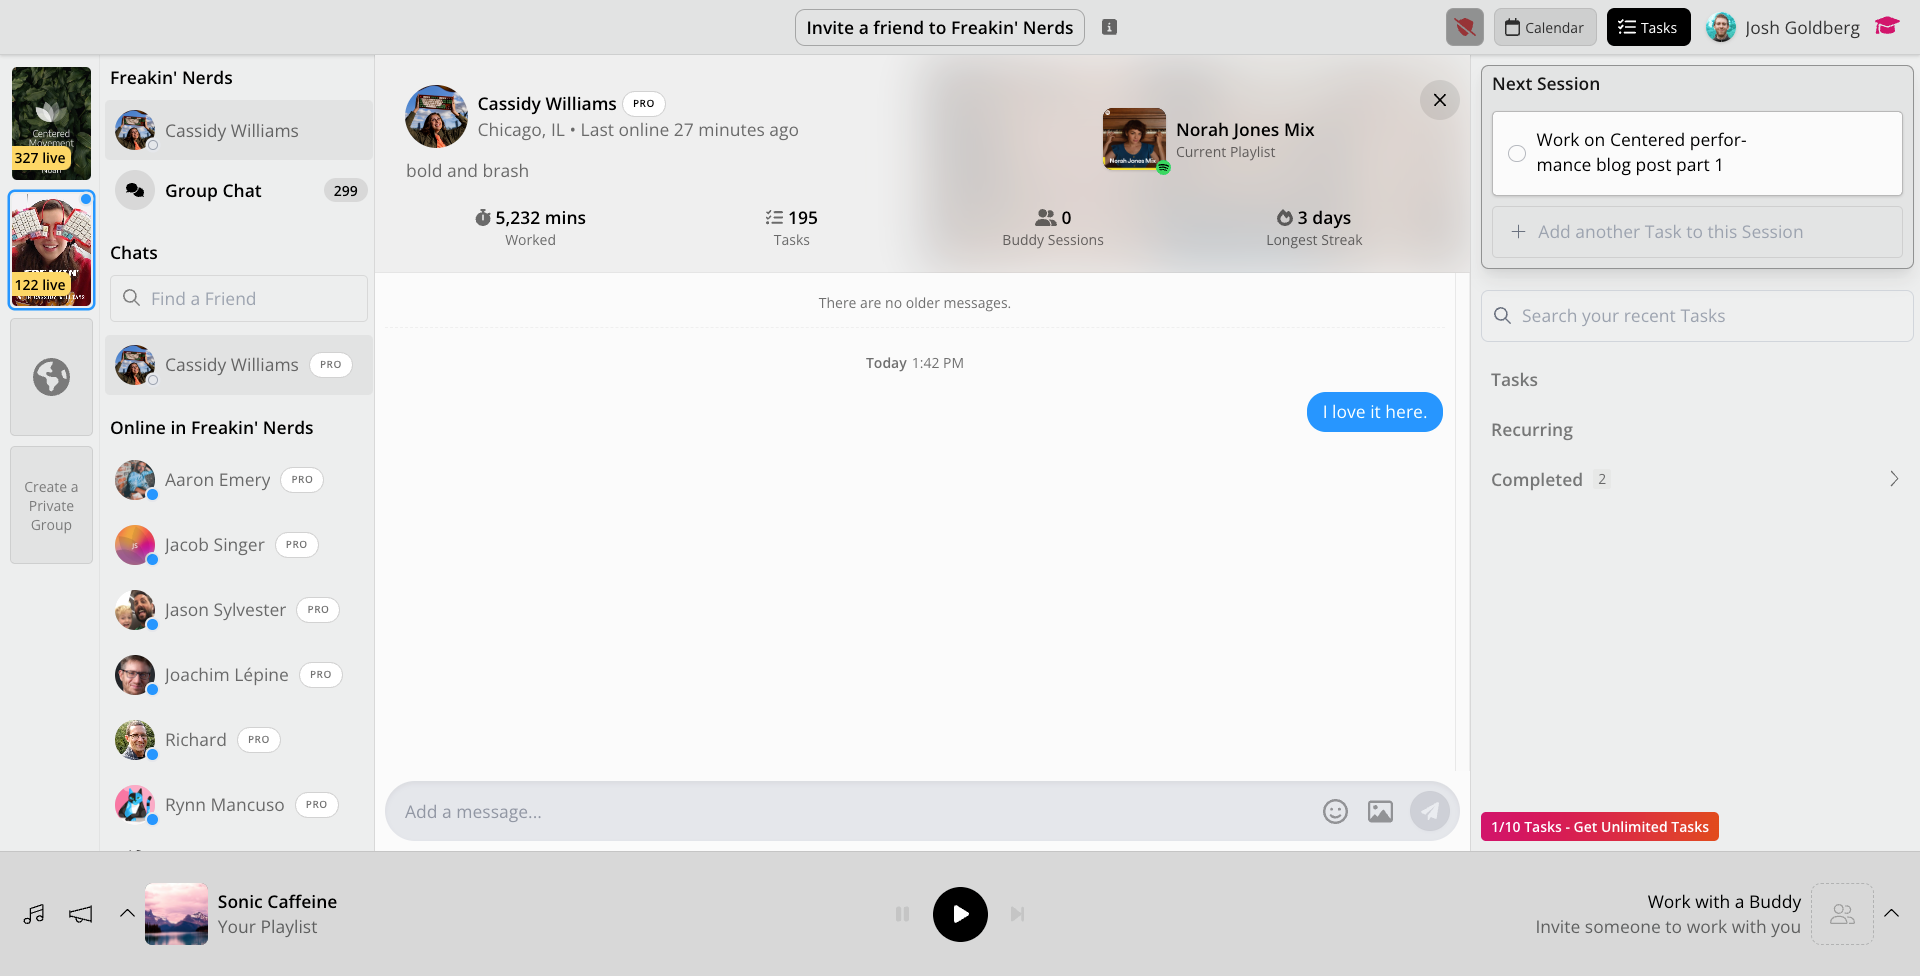 Invite a friend to Freakin' Nerds
Calendar
Tasks
Josh Goldberg
Centered
Movement
327 live
Noah
FREAKIN'
122 live
Create a
Private
Group
Freakin' Nerds
Cassidy Williams
Group Chat
299
Chats
Find a Friend
Cassidy Williams
PRO
Online in Freakin' Nerds
Aaron Emery
PRO
Jacob Singer
PRO
Jason Sylvester
PRO
Joachim Lépine
PRO
Richard
PRO
Rynn Mancuso
PRO
Cassidy Williams
PRO
Chicago, IL • Last online 27 minutes ago
bold and brash
Norah Jones Mix
Norah Jones Mix
Current Playlist
5,232 mins
Worked
195
Tasks
0
Buddy Sessions
3 days
Longest Streak
There are no older messages.
Today 1:42 PM
I love it here.
Add a message...
Next Session
Work on Centered perfor-
mance blog post part 1
Add another Task to this Session
Search your recent Tasks
Tasks
Recurring
Completed 2
1/10 Tasks - Get Unlimited Tasks
Sonic Caffeine
Your Playlist
Work with a Buddy
Invite someone to work with you